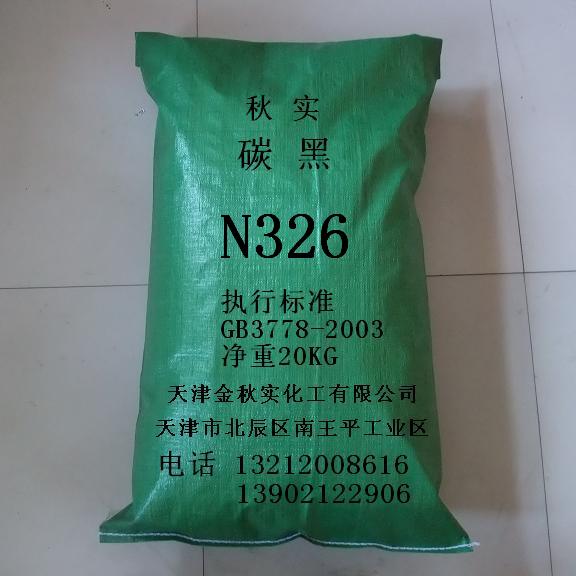 秋 实
碳 黑
N326
执行标准
GB3778-2003
净重20KG
天津金秋实化工有限公司
天津市北辰区南王平工业区
电话 13212008616
13902122906